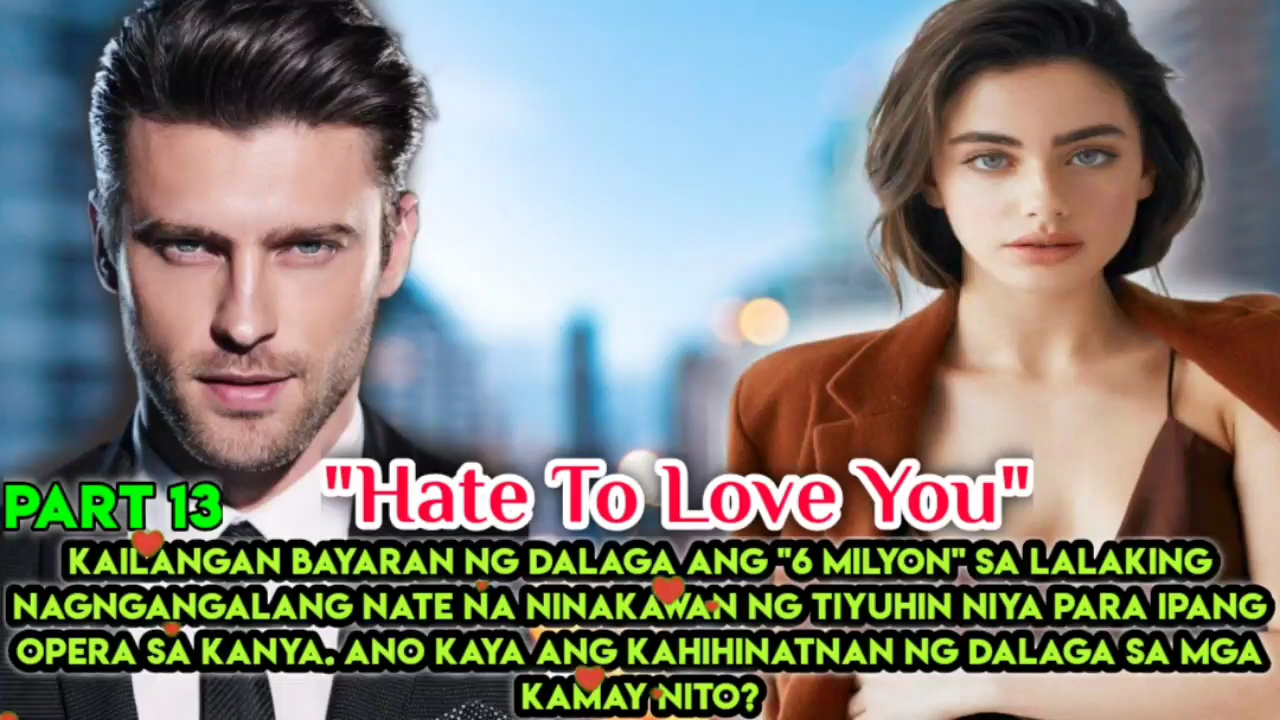 "Hate To Love You"
PART 13
KAILANGAN BAYARAN NG DALAGA ANG "6 MILYON" SA LALAKING
NAGNGANGALANG NATE NA NINAKAWAN NG TIYUHIN NIYA PARA IPANG
OPERA SA KANYA. ANO KAYA ANG KAHIHINATNAN NG DALAGA SA MGA
KAMAY NITO?